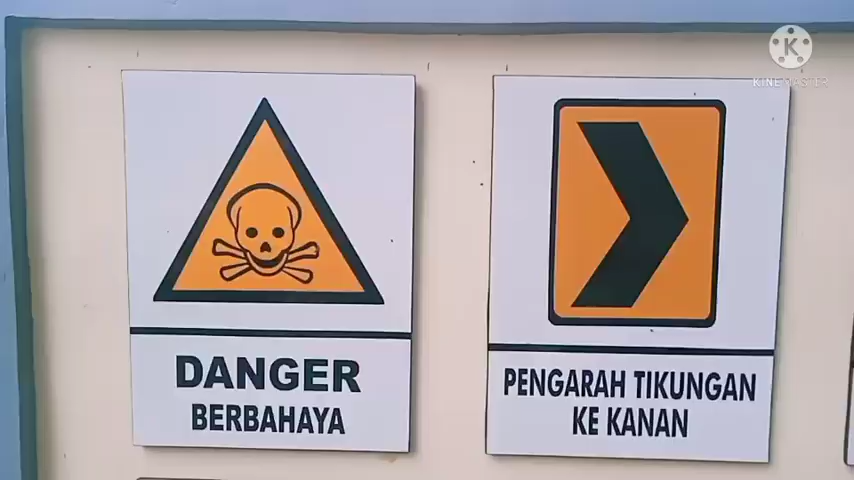 K
KINEMASTER
DANGER
BERBAHAYA
PENGARAH TIKUNGAN
KE KANAN